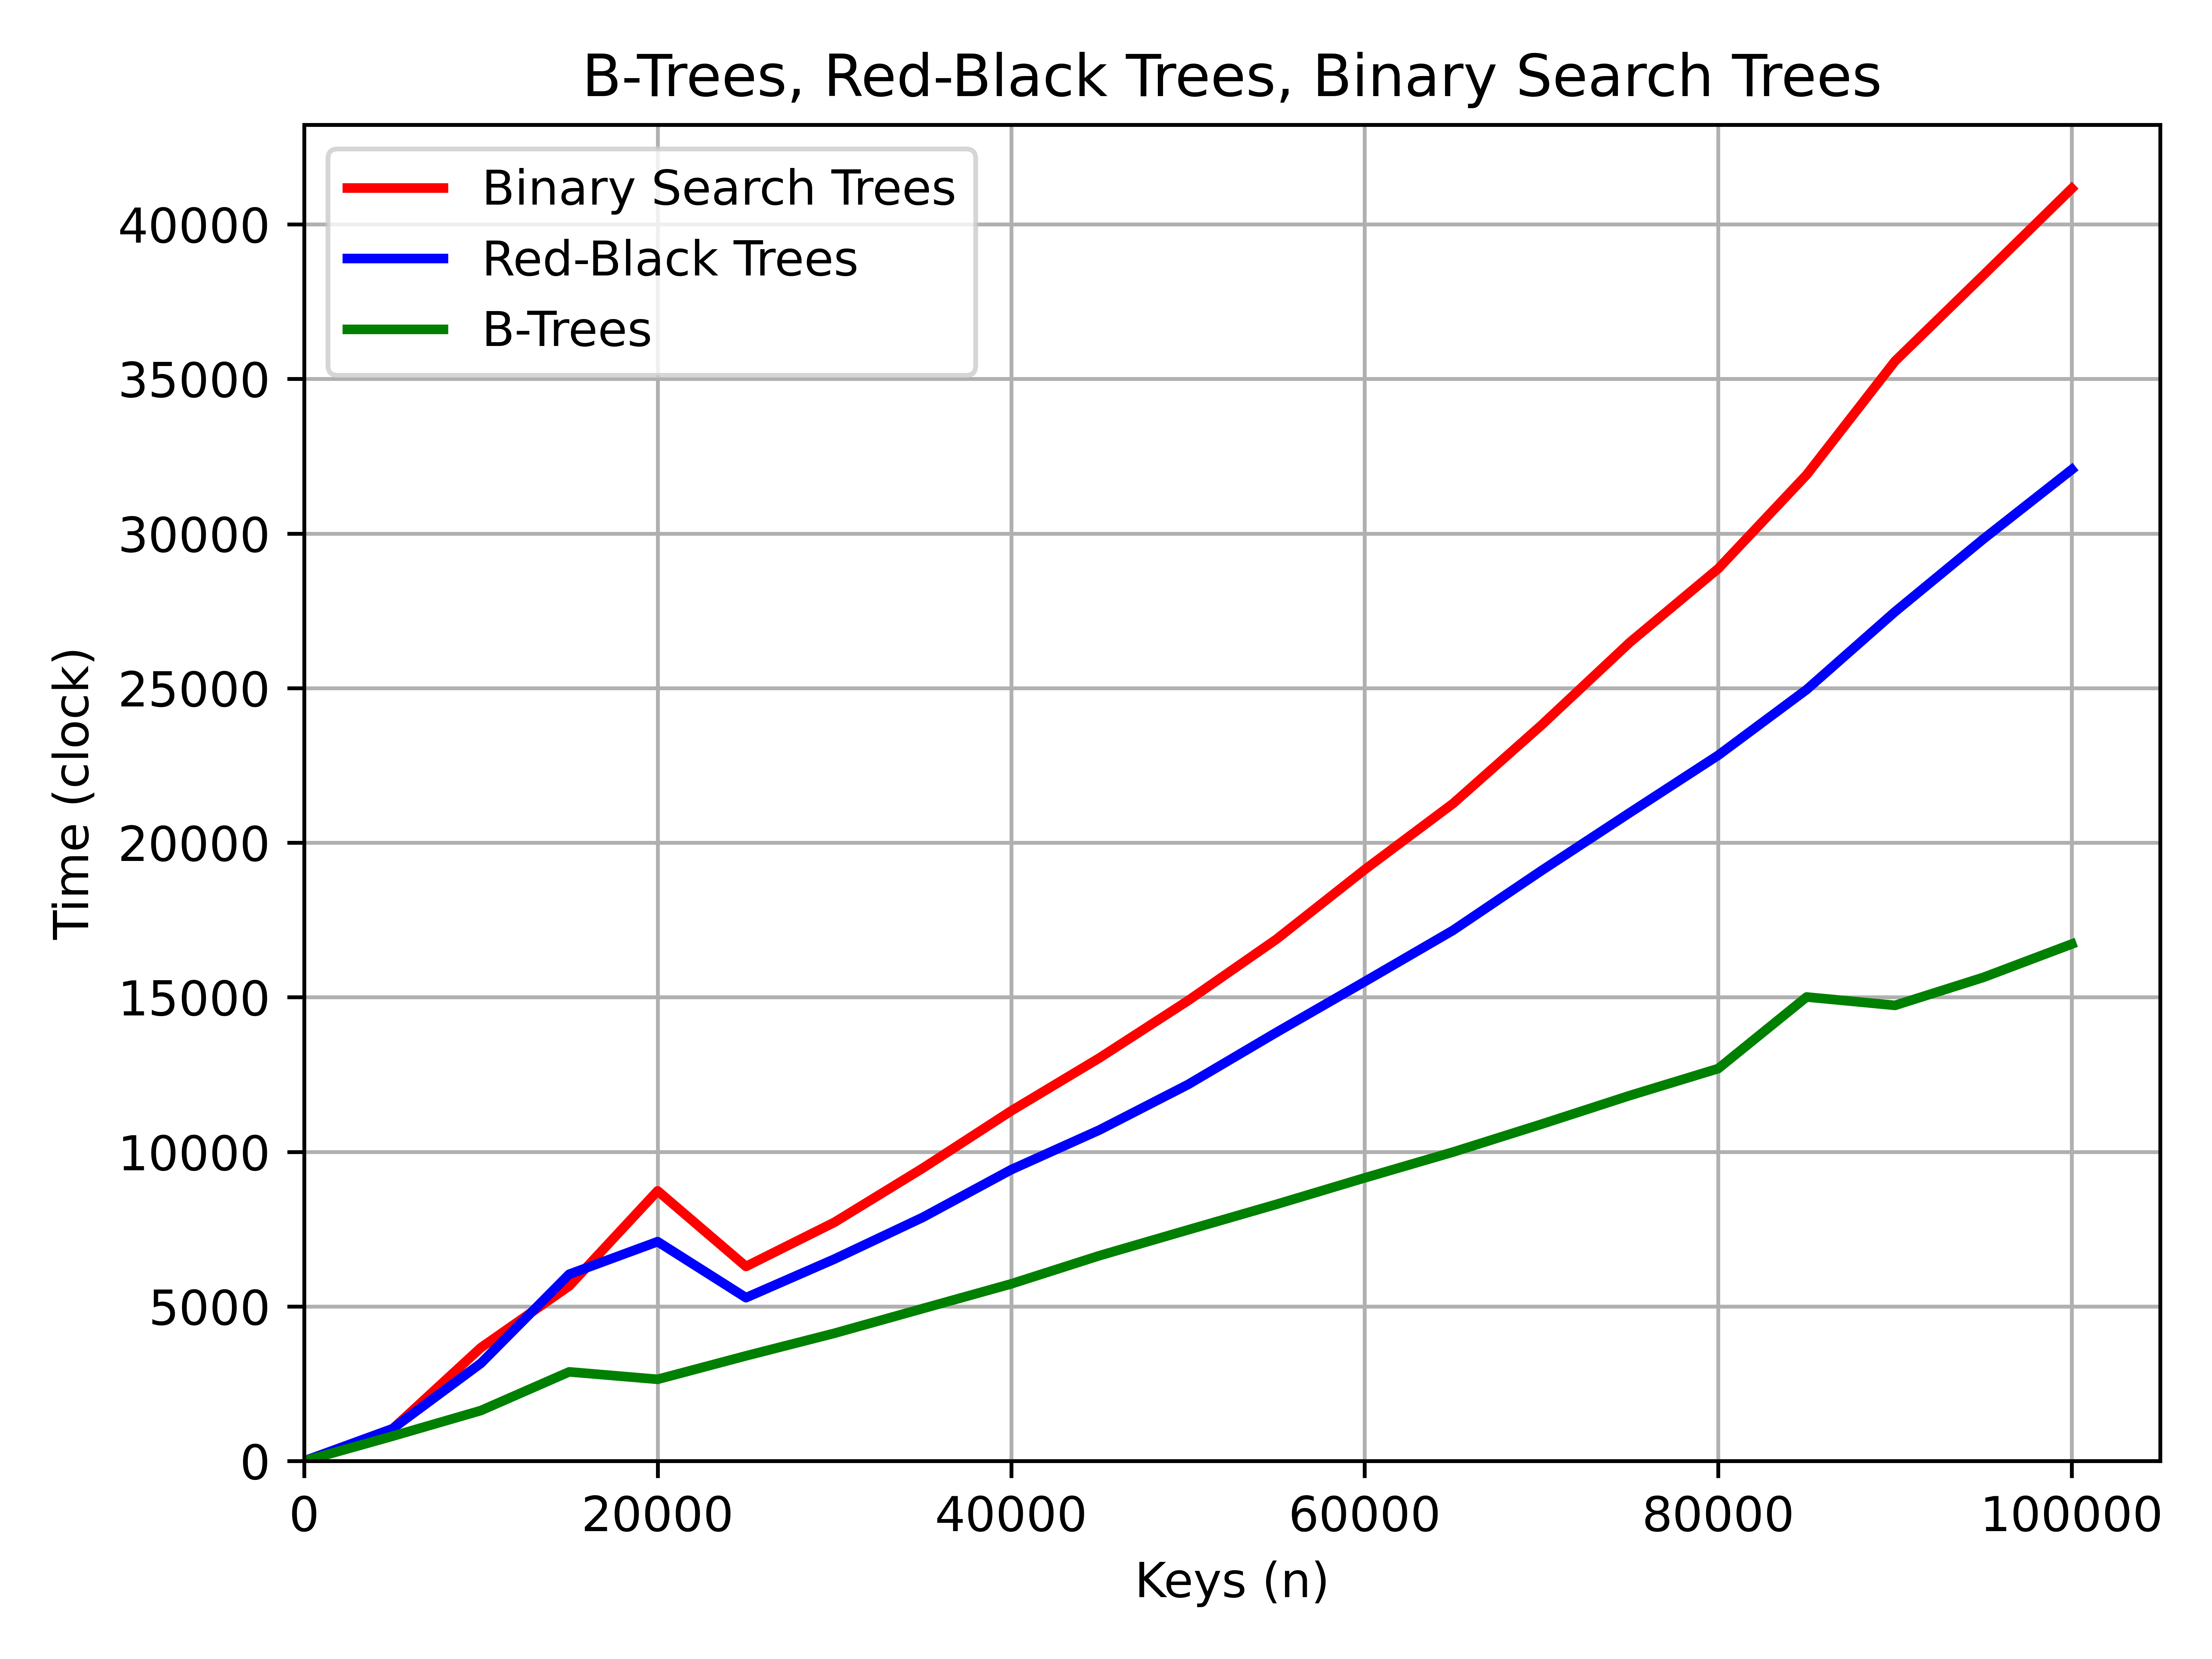 B-Trees, Red-Black Trees, Binary Search Trees
Binary Search Trees
Red-Black Trees
B-Trees
40000
35000
30000
25000
20000
15000
10000
5000
0
Time (clock)
0 20000 40000 60000 80000 100000
Keys (n)